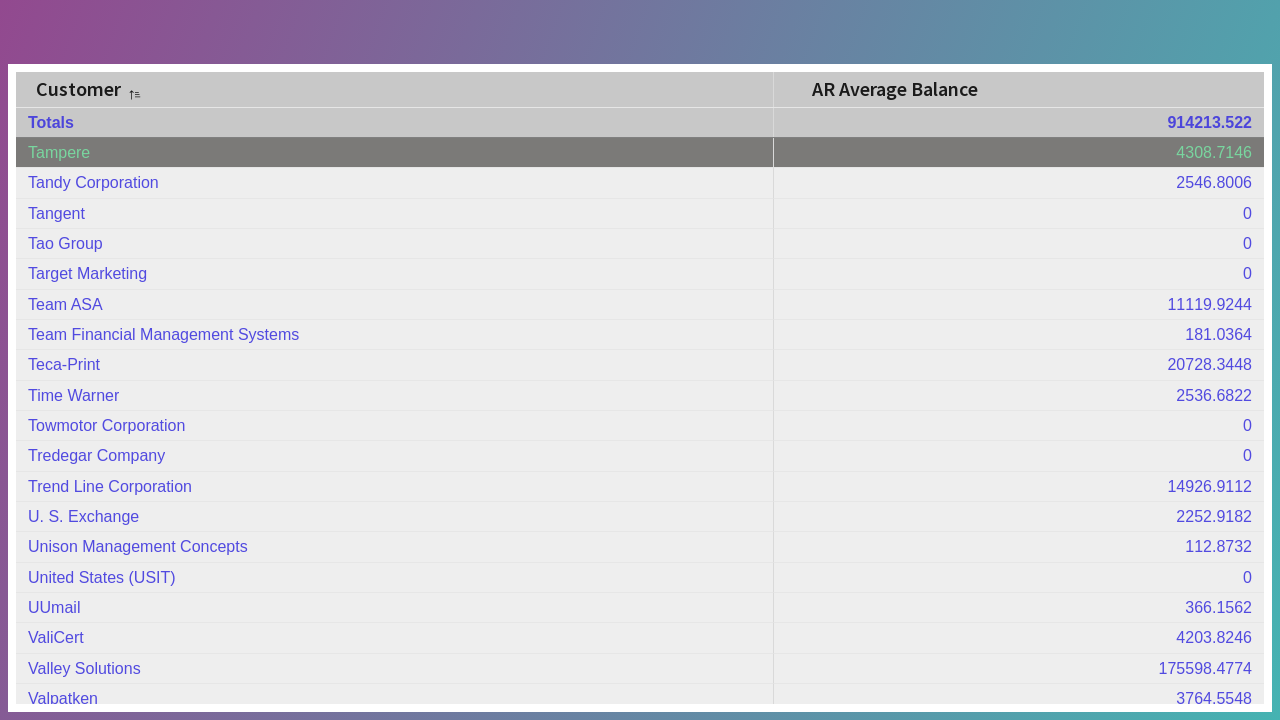 Customer AR Average Balance
Totals 914213.522
Tampere 4308.7146
Tandy Corporation 2546.8006
Tangent 0
Tao Group 0
Target Marketing 0
Team ASA 11119.9244
Team Financial Management Systems 181.0364
Teca-Print 20728.3448
Time Warner 2536.6822
Towmotor Corporation 0
Tredegar Company 0
Trend Line Corporation 14926.9112
U. S. Exchange 2252.9182
Unison Management Concepts 112.8732
United States (USIT) 0
UUmail 366.1562
ValiCert 4203.8246
Valley Solutions 175598.4774
Valpatken 3764.5548